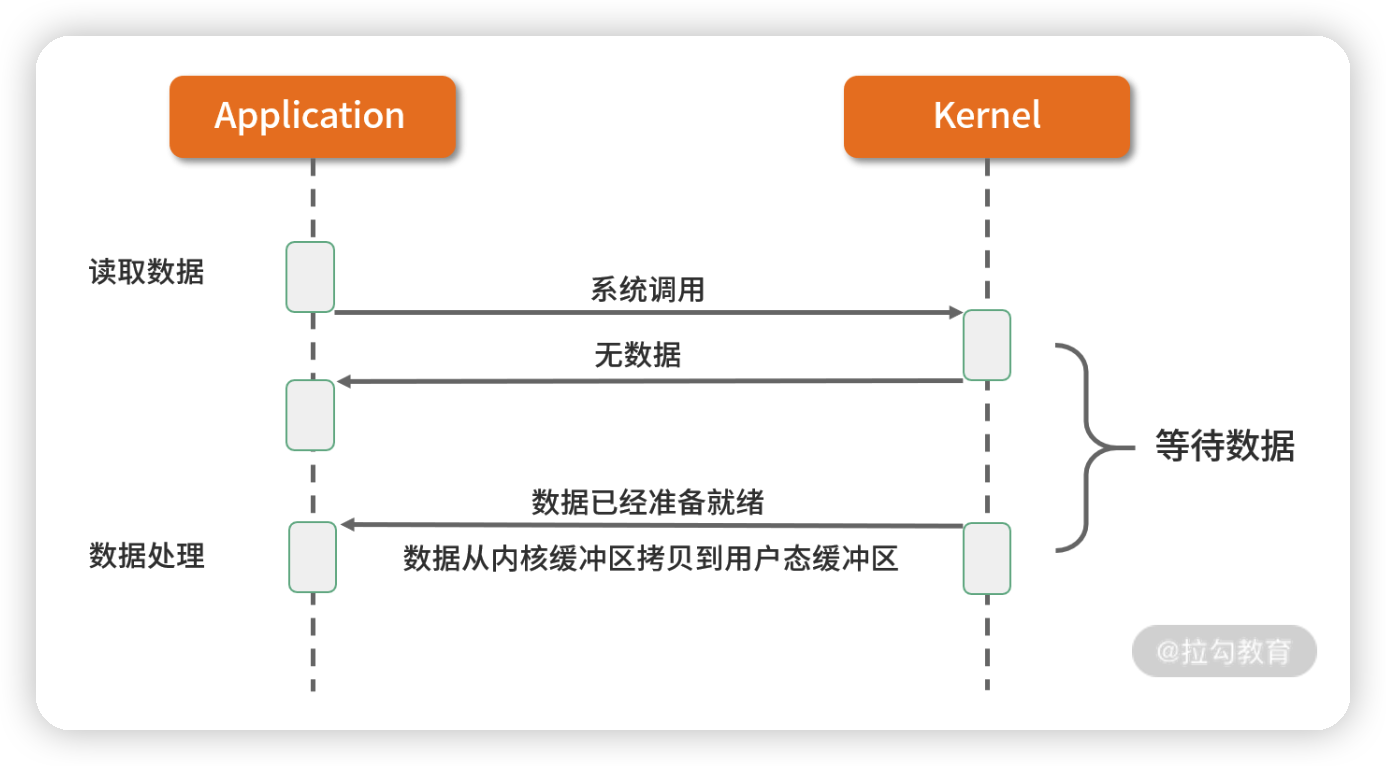 Application
Kernel
读取数据
系统调用
无数据
等待数据
数据已经准备就绪
数据处理
数据从内核缓冲区拷贝到用户态缓冲区
@拉勾教育